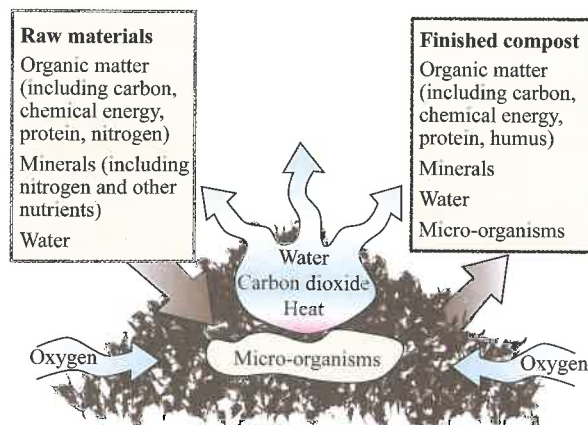 Raw materials
Organic matter
(including carbon,
chemical energy,
protein, nitrogen)
Minerals (including
nitrogen and other
nutrients)
Water
Finished compost
Organic matter
(including carbon,
chemical energy,
protein, humus)
Minerals
Water
Micro-organisms
Water
Carbon dioxide
Heat
Micro-organisms
Oxygen
Oxygen